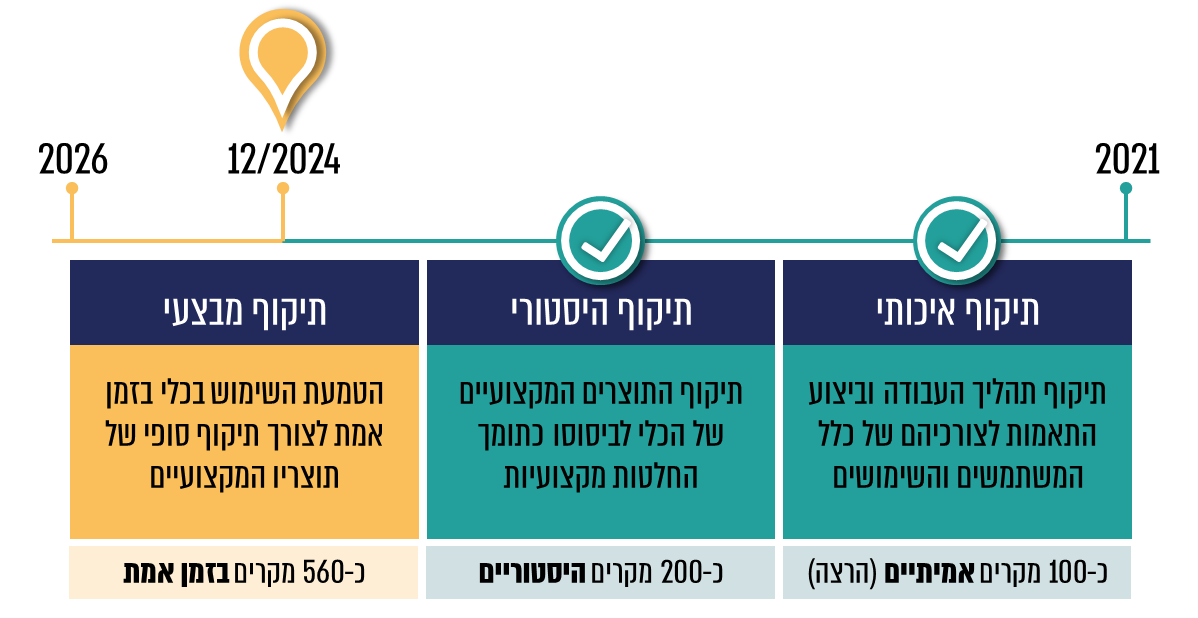 2021
12/2024
2026
תיקוף איכותי
תיקוף תהליך העבודה וביצוע
התאמות לצורכיהם של כלל
המשתמשים והשימושים
כ-100 מקרים אמיתיים (הרצה)
תיקוף היסטורי
תיקוף התוצרים המקצועיים
של הכלי לביסוסו כתומך
החלטות מקצועיות
כ-200 מקרים היסטוריים
תיקוף מבצעי
הטמעת השימוש בכלי בזמן
אמת לצורך תיקוף סופי של
תוצריו המקצועיים
כ-560 מקרים בזמן אמת